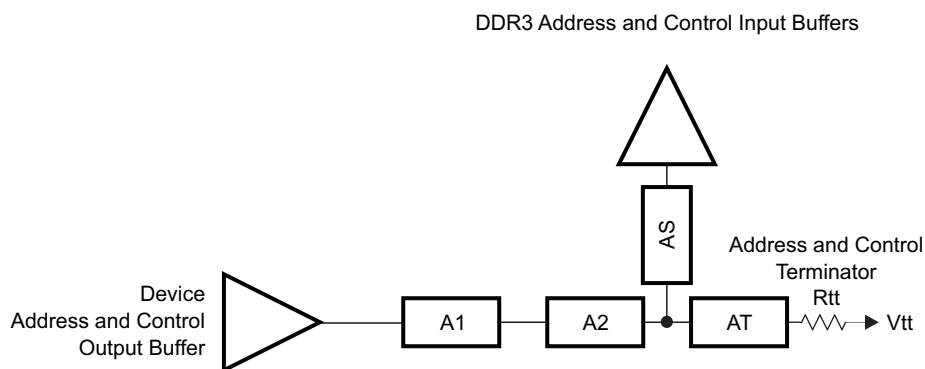 DDR3 Address and Control Input Buffers
AS
Address and Control
Terminator
Rtt
Device
Address and Control
Output Buffer
A1
A2
AT
Vtt